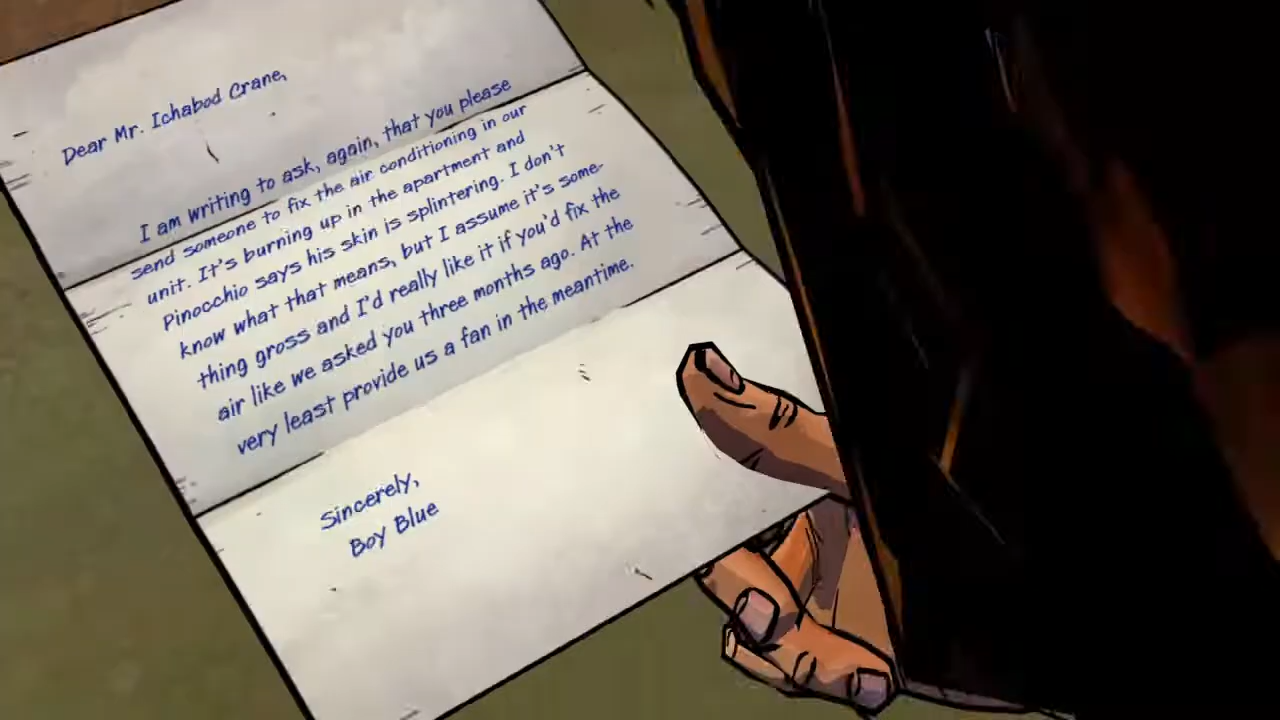 Dear Mr. Ichabod Crane,
I am writing to ask, again, that you please
send someone to fix the air conditioning in our
unit. It's burning up in the apartment and
Pinocchio says his skin is splintering. I don't
know what that means, but I assume it's some-
thing gross and I'd really like it if you'd fix the
air like we asked you three months ago. At the
very least provide us a fan in the meantime.
Sincerely,
Boy Blue